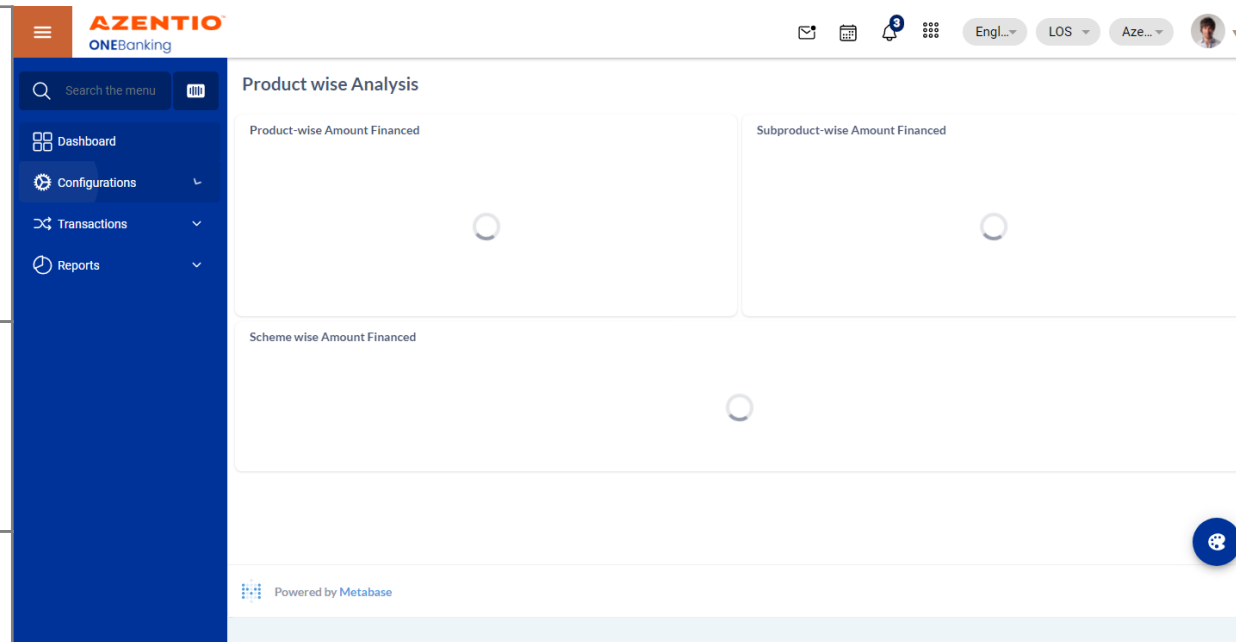 AZENTIO
ONEBanking
3
Engl...
LOS
Aze...
Search the menu
Dashboard
Configurations
Transactions
Reports
Product wise Analysis
Product-wise Amount Financed
Subproduct-wise Amount Financed
Scheme wise Amount Financed
Powered by Metabase